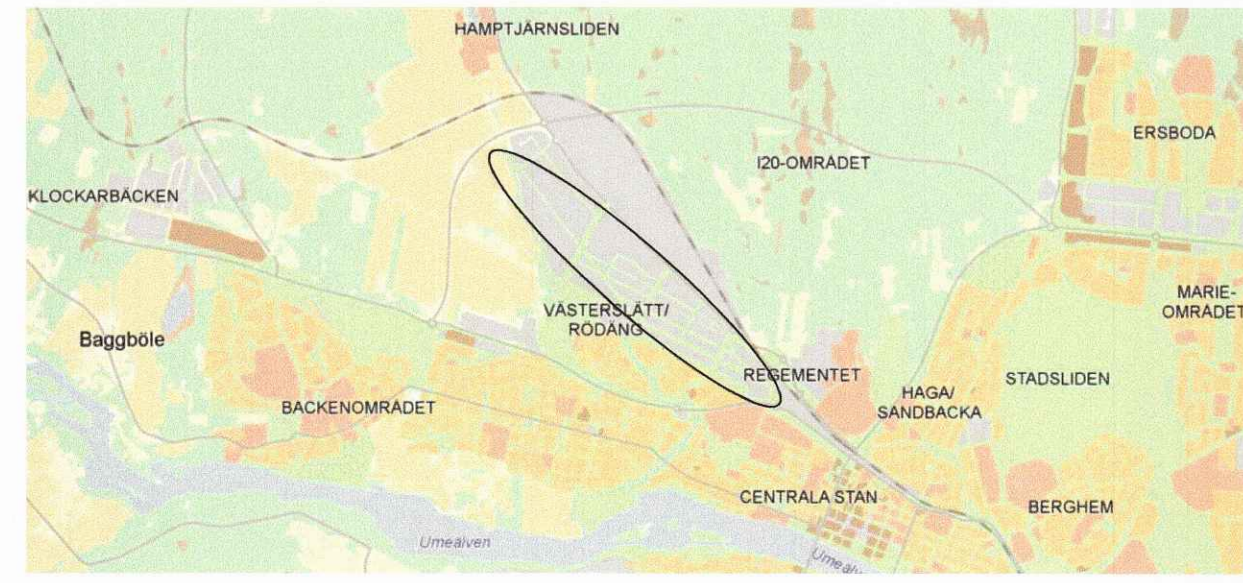 HAMPTJÄRNSLIDEN
ERSBODA
I20-OMRÅDET
KLOCKARBÄCKEN
MARIE-
OMRÅDET
VÄSTERSLÄTT/
RÖDÄNG
Baggböle
REGEMENTET
STADSLIDEN
HAGA/
SANDBACKA
BACKENOMRÅDET
CENTRALA STAN
BERGHEM
Umeälven